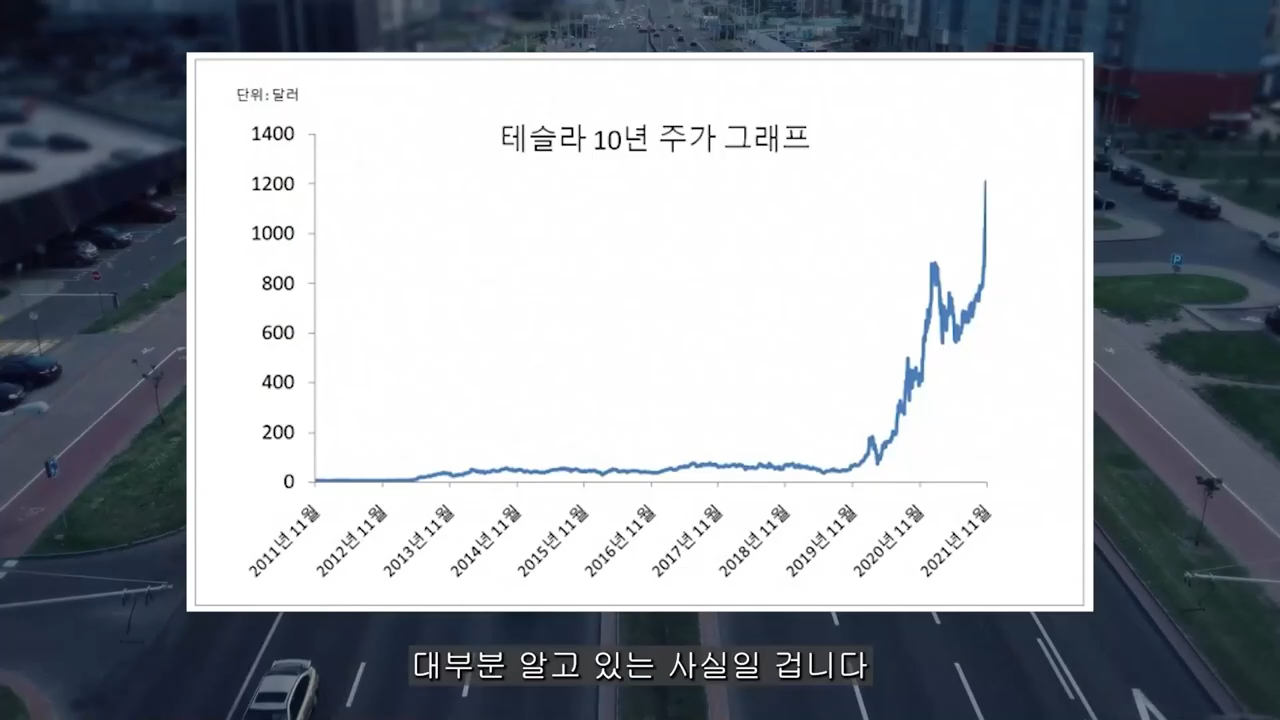 단위:달러
테슬라 10년 주가 그래프
1400
1200
1000
800
600
400
200
0
2011년 11월
2012년 11월
2013년 11월
2014년 11월
2015년 11월
2016년 11월
2017년 11월
2018년 11월
2019년 11월
2020년 11월
2021년 11월
P
대부분 알고 있는 사실일 겁니다